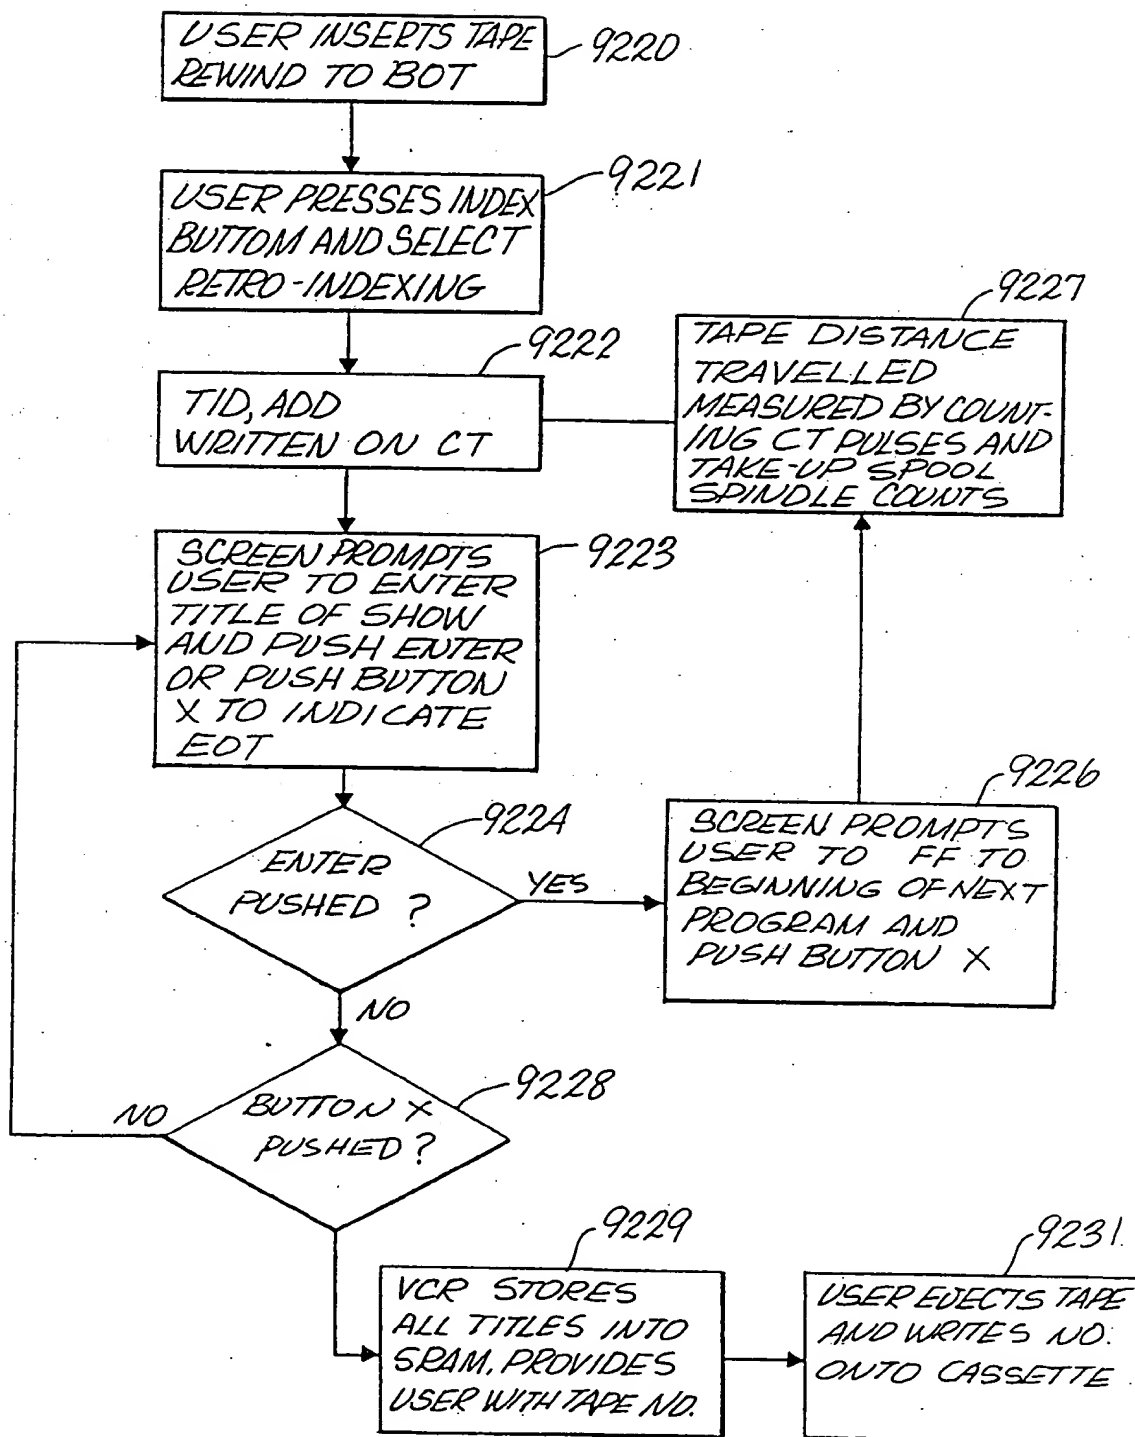 USER INSERTS TAPE
REWIND TO BOT
9220
USER PRESSES INDEX
BUTTOM AND SELECT
RETRO-INDEXING
9221
TID, ADD
WRITTEN ON CT
9222
TAPE DISTANCE
TRAVELLED
MEASURED BY COUNT-
ING CT PULSES AND
TAKE-UP SPOOL
SPINDLE COUNTS
9227
SCREEN PROMPTS
USER TO ENTER
TITLE OF SHOW
AND PUSH ENTER
OR PUSH BUTTON
X TO INDICATE
EOT
9223
ENTER
PUSHED ?
9224
YES
NO
SCREEN PROMPTS
USER TO FF TO
BEGINNING OF NEXT
PROGRAM AND
PUSH BUTTON X
9226
BUTTON X
PUSHED ?
9228
NO
VCR STORES
ALL TITLES INTO
SRAM, PROVIDES
USER WITH TAPE NO.
9229
USER EJECTS TAPE
AND WRITES NO.
ONTO CASSETTE
9231